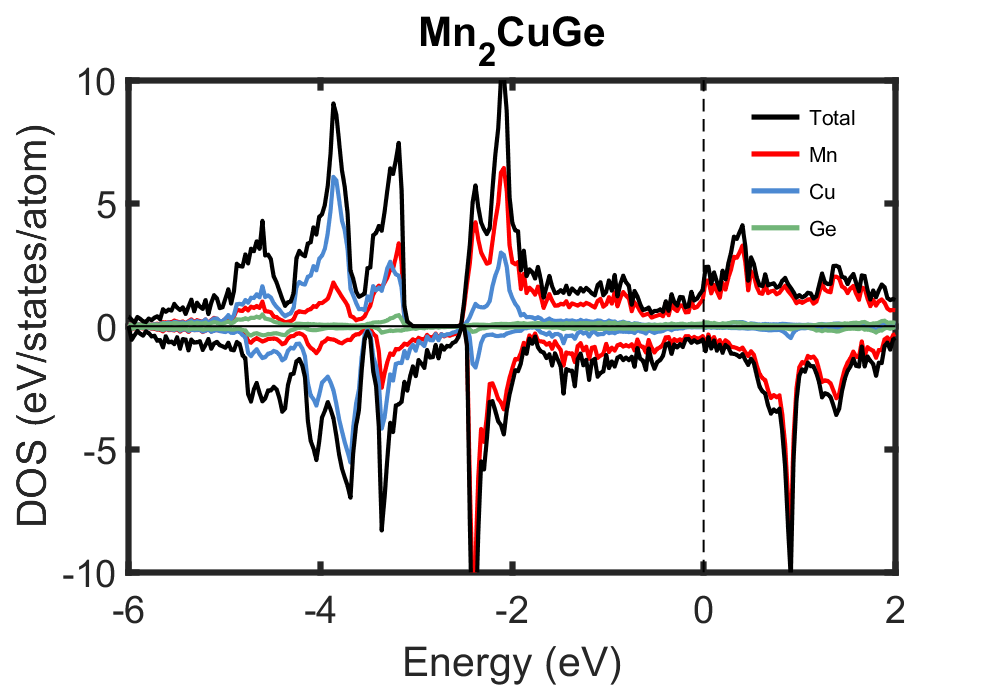 Mn2CuGe
10
5
0
-5
-10
DOS (eV/states/atom)
Total
Mn
Cu
Ge
-6
-4
-2
0
2
Energy (eV)